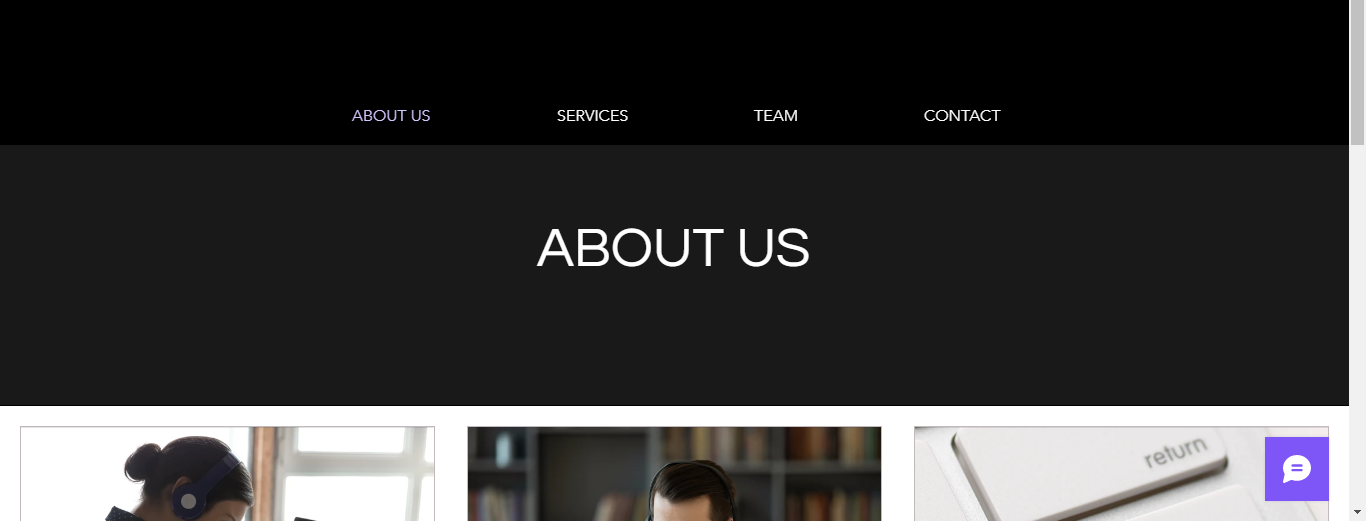 ABOUT US
SERVICES
TEAM
CONTACT
ABOUT US
return